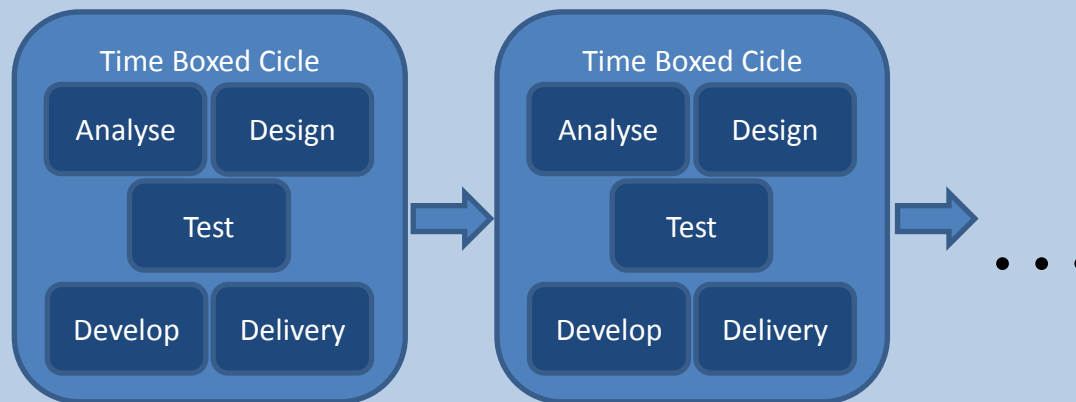 Time Boxed Cicle
Analyse
Design
Test
Develop
Delivery
Time Boxed Cicle
Analyse
Design
Test
Develop
Delivery
. . .